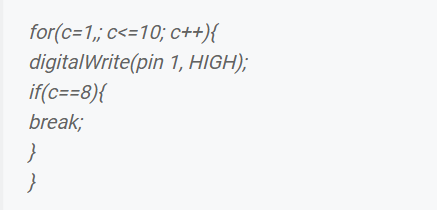 for(c=1,; c<=10; c++){
digitalWrite(pin 1, HIGH);
if(c==8){
break;
}
}